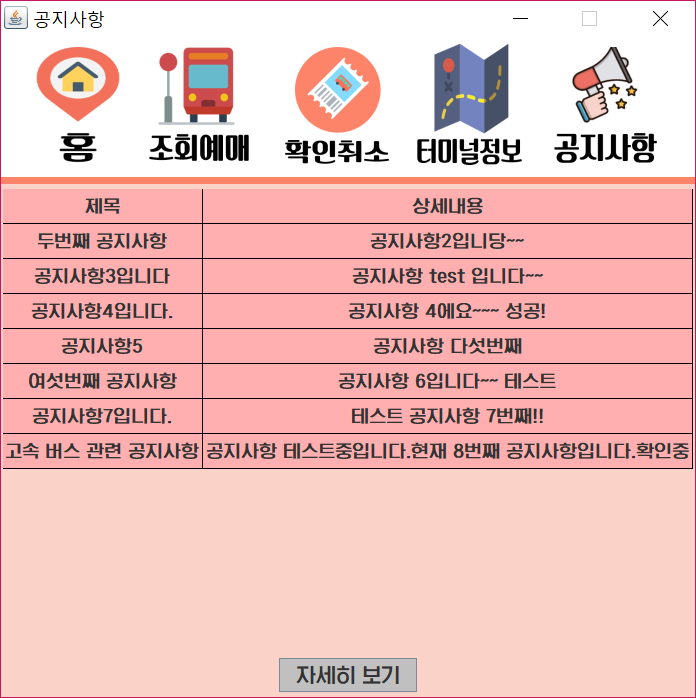 공지사항
홈 조회예매 확인취소 터미널정보 공지사항
제목 상세내용
두번째 공지사항 공지사항2입니당~~
공지사항3입니다 공지사항 test 입니다~~
공지사항4입니다. 공지사항 4에요~~~ 성공!
공지사항5 공지사항 다섯번째
여섯번째 공지사항 공지사항 6입니다~~ 테스트
공지사항7입니다. 테스트 공지사항 7번째!!
고속 버스 관련 공지사항 공지사항 테스트중입니다.현재 8번째 공지사항입니다.확인중
자세히 보기